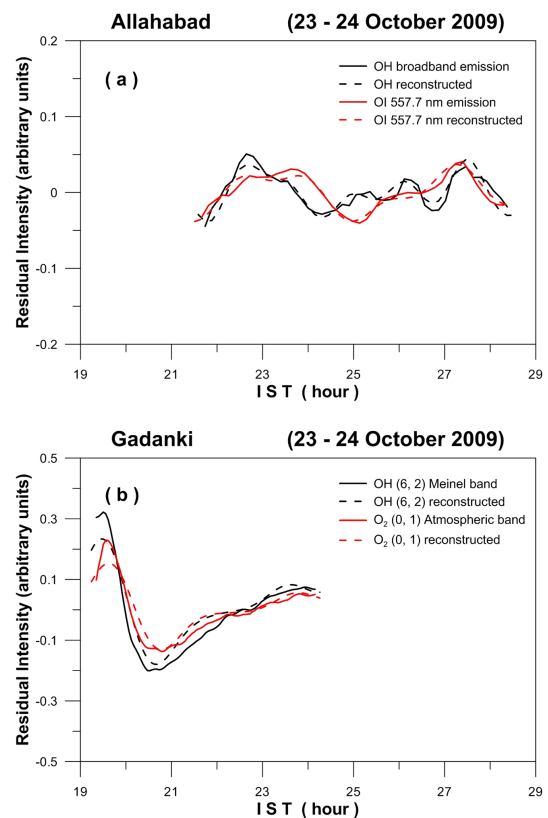 Allahabad (23 - 24 October 2009)
0.2
( a )
OH broadband emission
OH reconstructed
OI 557.7 nm emission
OI 557.7 nm reconstructed
0.1
0
-0.1
-0.2
Residual Intensity (arbitrary units)
19 21 23 25 27 29
I S T ( hour )
Gadanki (23 - 24 October 2009)
0.5
( b )
OH (6, 2) Meinel band
OH (6, 2) reconstructed
O₂ (0, 1) Atmospheric band
O₂ (0, 1) reconstructed
0.3
0.1
-0.1
-0.3
-0.5
Residual Intensity (arbitrary units)
19 21 23 25 27 29
I S T ( hour )